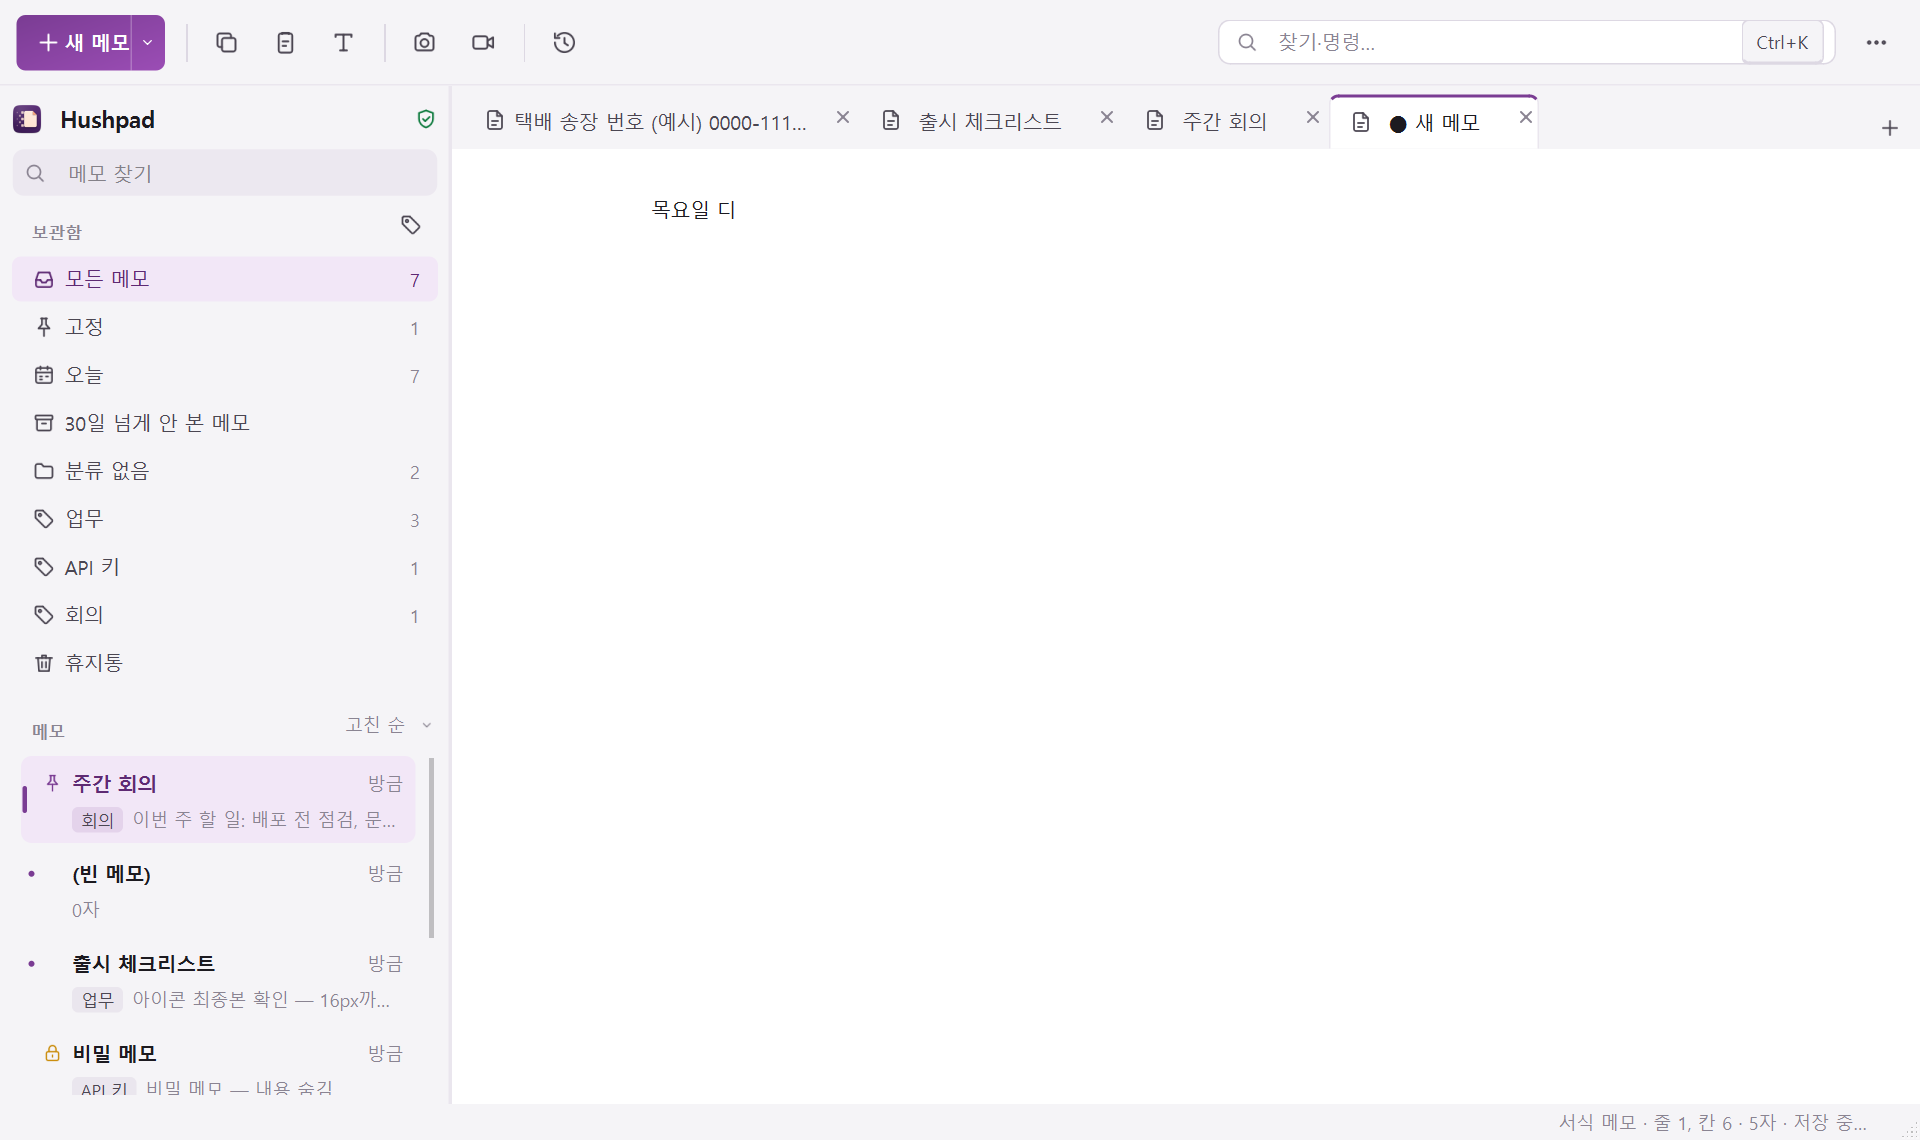 새 메모
찾기·명령...
Ctrl+K
Hushpad
메모 찾기
보관함
모든 메모 7
고정 1
오늘 7
30일 넘게 안 본 메모
분류 없음 2
업무 3
API 키 1
회의 1
휴지통
메모
고친 순
주간 회의 방금
회의 이번 주 할 일: 배포 전 점검, 문...
(빈 메모) 방금
0자
출시 체크리스트 방금
업무 아이콘 최종본 확인 — 16px까...
비밀 메모 방금
API 키 비밀 메모 — 내용 숨김
택배 송장 번호 (예시) 0000-111...
출시 체크리스트
주간 회의
● 새 메모
목요일 디
서식 메모 · 줄 1, 칸 6 · 5자 · 저장 중...